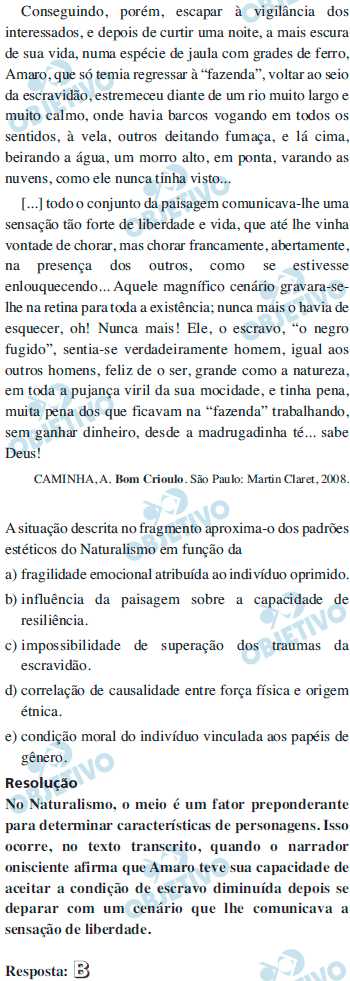 Conseguindo, porém, escapar à vigilância dos
interessados, e depois de curtir uma noite, a mais escura
de sua vida, numa espécie de jaula com grades de ferro,
Amaro, que só temia regressar à “fazenda”, voltar ao seio
da escravidão, estremeceu diante de um rio muito largo e
muito calmo, onde havia barcos vogando em todos os
sentidos, à vela, outros deitando fumaça, e lá cima,
beirando a água, um morro alto, em ponta, varando as
nuvens, como ele nunca tinha visto...
[...] todo o conjunto da paisagem comunicava-lhe uma
sensação tão forte de liberdade e vida, que até lhe vinha
vontade de chorar, mas chorar francamente, abertamente,
na presença dos outros, como se estivesse
enlouquecendo... Aquele magnífico cenário gravara-se-
lhe na retina para toda a existência; nunca mais o havia de
esquecer, oh! Nunca mais! Ele, o escravo, “o negro
fugido”, sentia-se verdadeiramente homem, igual aos
outros homens, feliz de o ser, grande como a natureza,
em toda a pujança viril da sua mocidade, e tinha pena,
muita pena dos que ficavam na “fazenda” trabalhando,
sem ganhar dinheiro, desde a madrugadinha té... sabe
Deus!
CAMINHA, A. Bom Crioulo. São Paulo: Martin Claret, 2008.
A situação descrita no fragmento aproxima-o dos padrões
estéticos do Naturalismo em função da
a) fragilidade emocional atribuída ao indivíduo oprimido.
b) influência da paisagem sobre a capacidade de
resiliência.
c) impossibilidade de superação dos traumas da
escravidão.
d) correlação de causalidade entre força física e origem
étnica.
e) condição moral do indivíduo vinculada aos papéis de
gênero.
Resolução
No Naturalismo, o meio é um fator preponderante
para determinar características de personagens. Isso
ocorre, no texto transcrito, quando o narrador
onisciente afirma que Amaro teve sua capacidade de
aceitar a condição de escravo diminuída depois se
deparar com um cenário que lhe comunicava a
sensação de liberdade.
Resposta: B